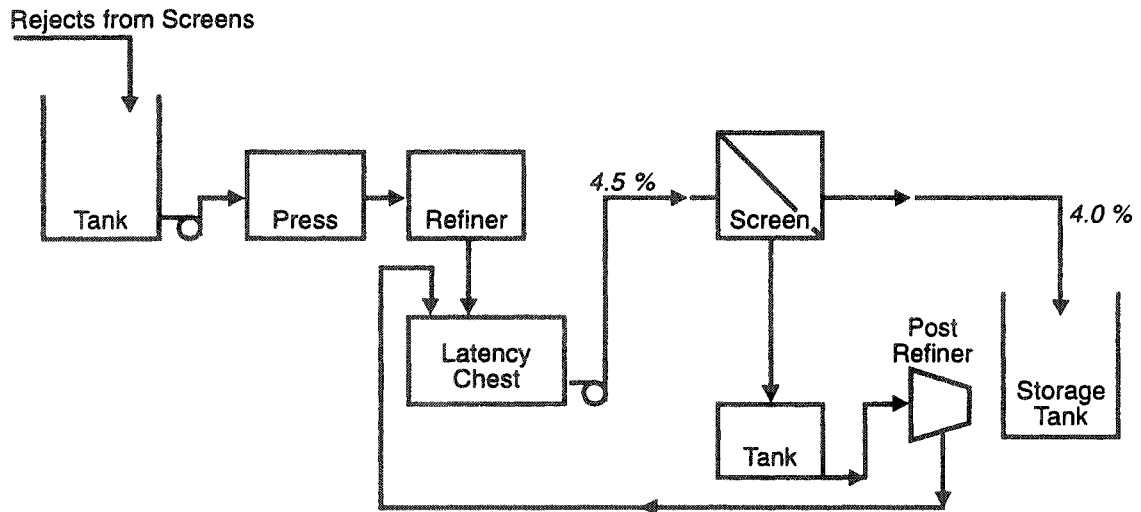 Rejects from Screens
Tank
Press
Refiner
4.5 %
Screen
4.0 %
Latency
Chest
Tank
Post
Refiner
Storage
Tank